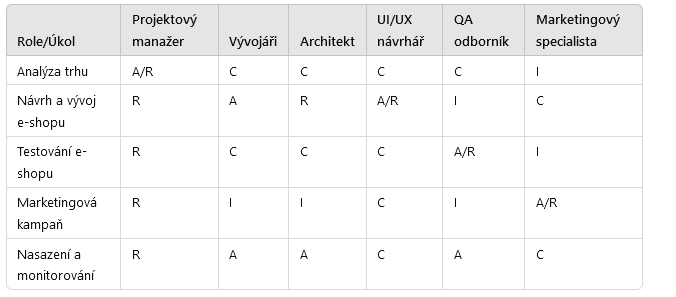 Role/Úkol Projektový manažer Vývojáři Architekt UI/UX návrhář QA odborník Marketingový specialista
Analýza trhu A/R C C C C I
Návrh a vývoj e-shopu R A R A/R I C
Testování e-shopu R C C C A/R I
Marketingová kampaň R I I C I A/R
Nasazení a monitorování R A A C A C